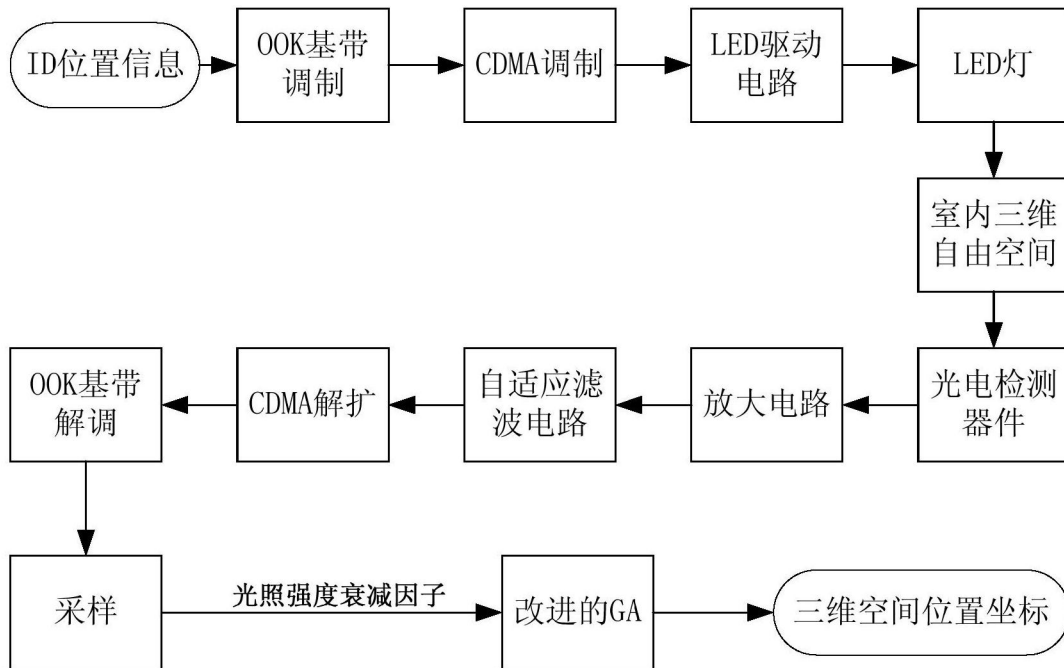 ID位置信息
OOK基带
调制
CDMA调制
LED驱动
电路
LED灯
室内三维
自由空间
光电检测
器件
放大电路
自适应滤
波电路
CDMA解扩
OOK基带
解调
采样
光照强度衰减因子
改进的GA
三维空间位置坐标